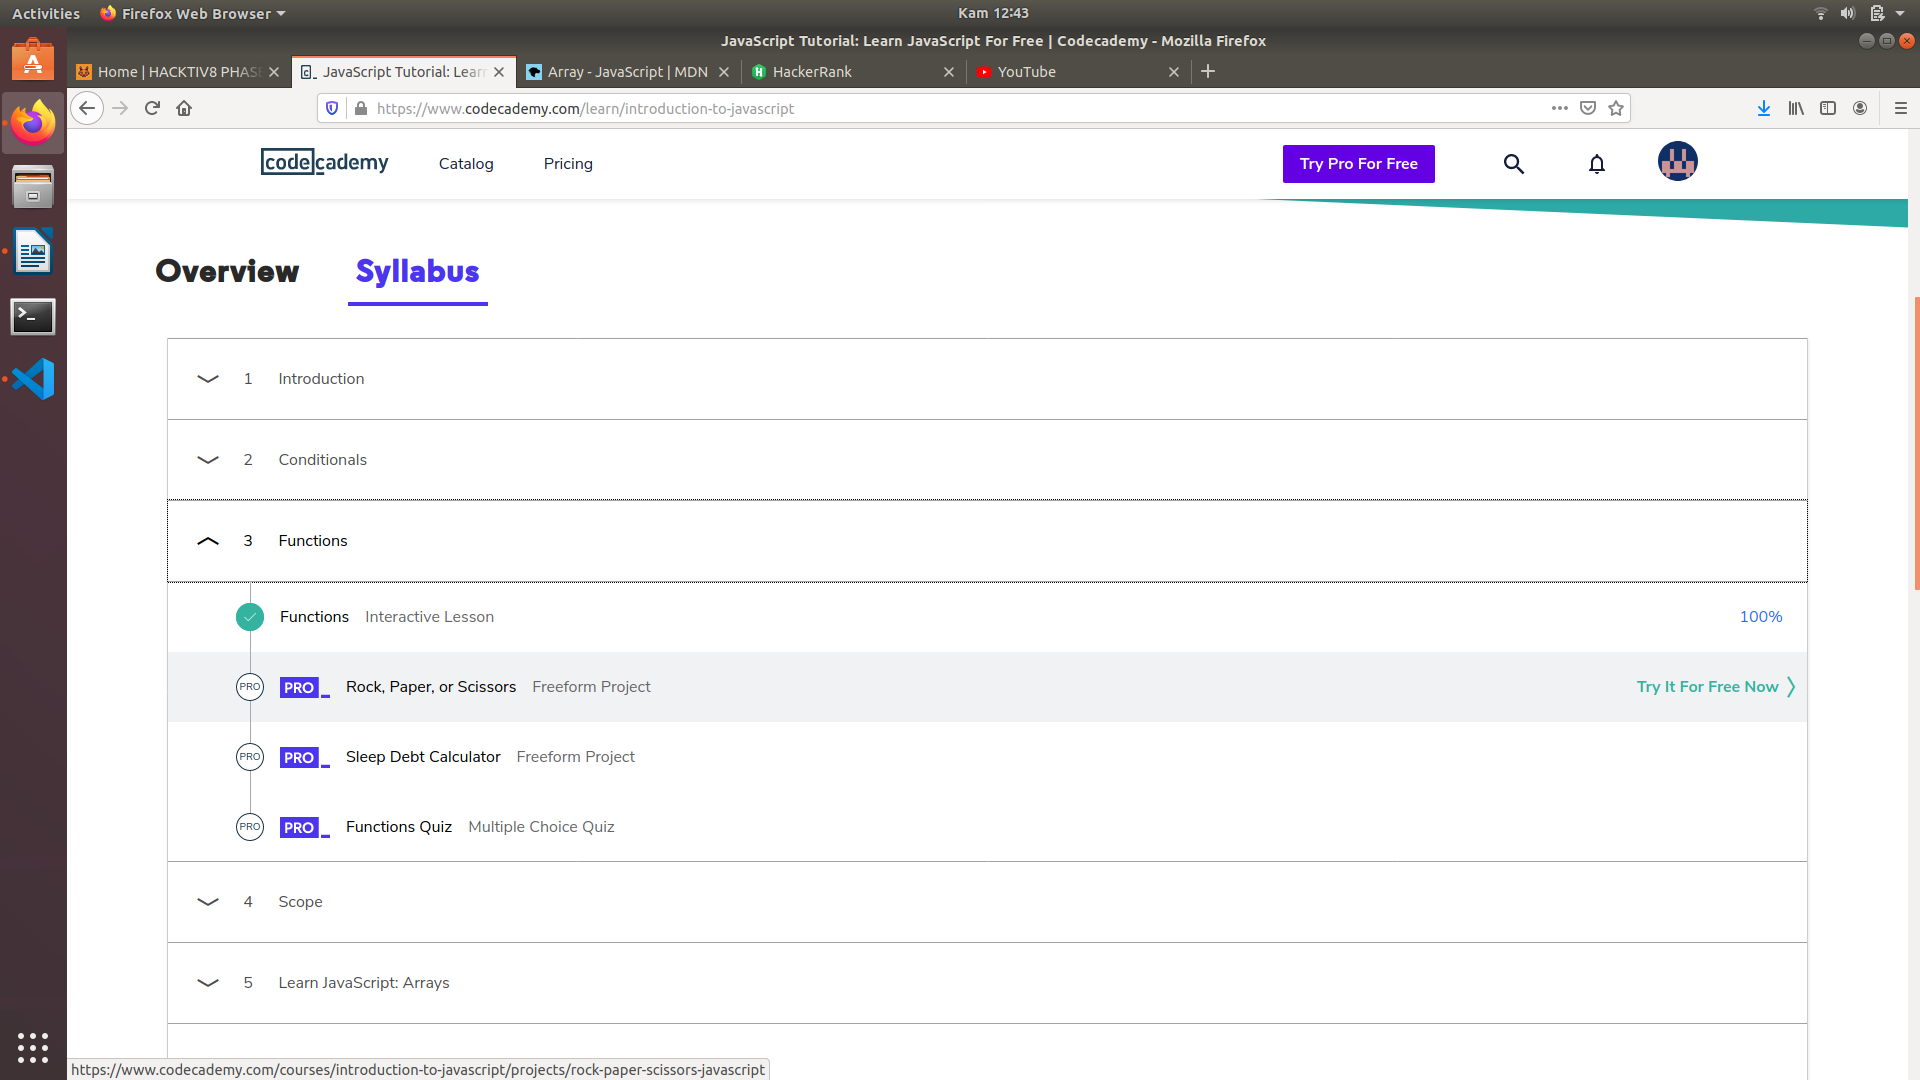 Activities Firefox Web Browser Kam 12:43
JavaScript Tutorial: Learn JavaScript For Free | Codecademy - Mozilla Firefox
Home | HACKTIV8 PHASE JavaScript Tutorial: Learn Array - JavaScript | MDN HackerRank YouTube
https://www.codecademy.com/learn/introduction-to-javascript
codecademy Catalog Pricing Try Pro For Free
Overview Syllabus
1 Introduction
2 Conditionals
3 Functions
Functions Interactive Lesson 100%
PRO PRO Rock, Paper, or Scissors Freeform Project Try It For Free Now
PRO PRO Sleep Debt Calculator Freeform Project
PRO PRO Functions Quiz Multiple Choice Quiz
4 Scope
5 Learn JavaScript: Arrays
https://www.codecademy.com/courses/introduction-to-javascript/projects/rock-paper-scissors-javascript